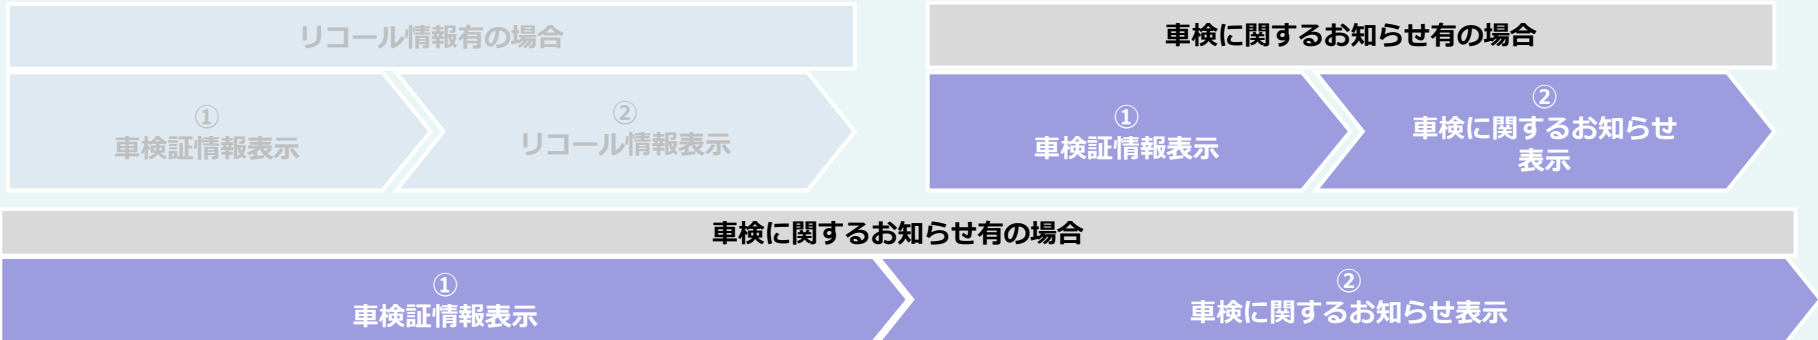 リコール情報有の場合
①
車検証情報表示
②
リコール情報表示
車検に関するお知らせ有の場合
①
車検証情報表示
②
車検に関するお知らせ
表示
車検に関するお知らせ有の場合
①
車検証情報表示
②
車検に関するお知らせ表示